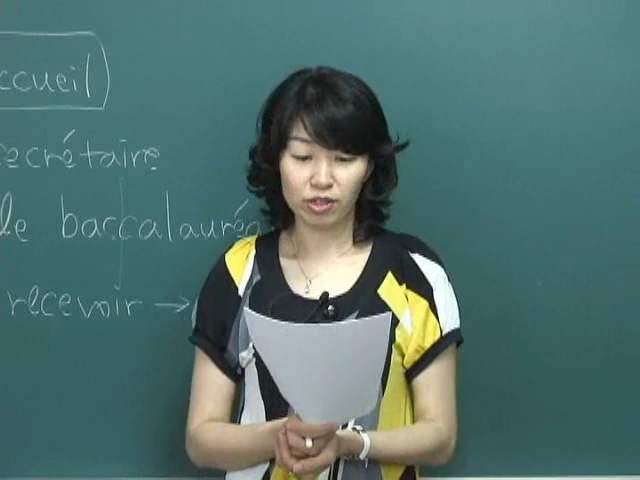 ccueil
ecrétaire
le baccalauréa
recevoir →